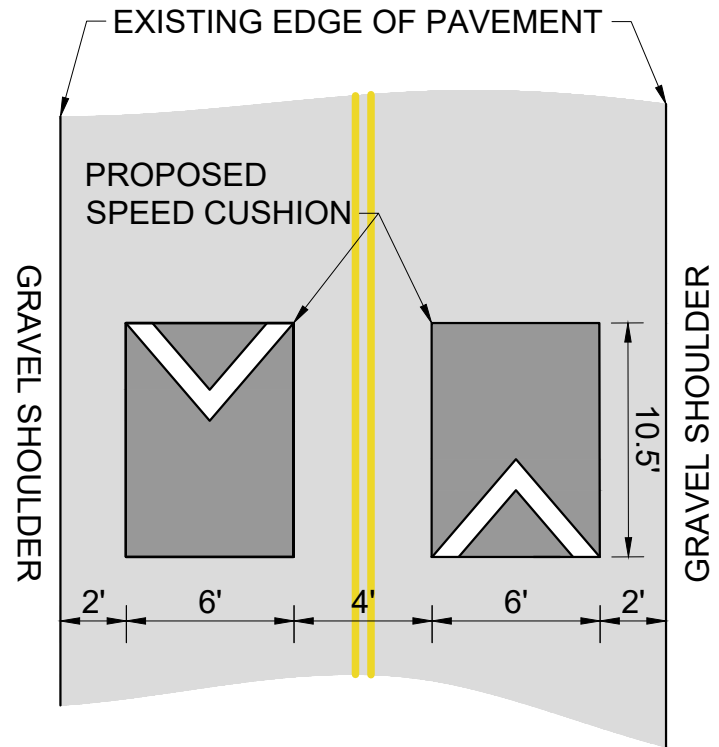 EXISTING EDGE OF PAVEMENT
PROPOSED
SPEED CUSHION
GRAVEL SHOULDER
GRAVEL SHOULDER
10.5'
2'
6'
4'
6'
2'